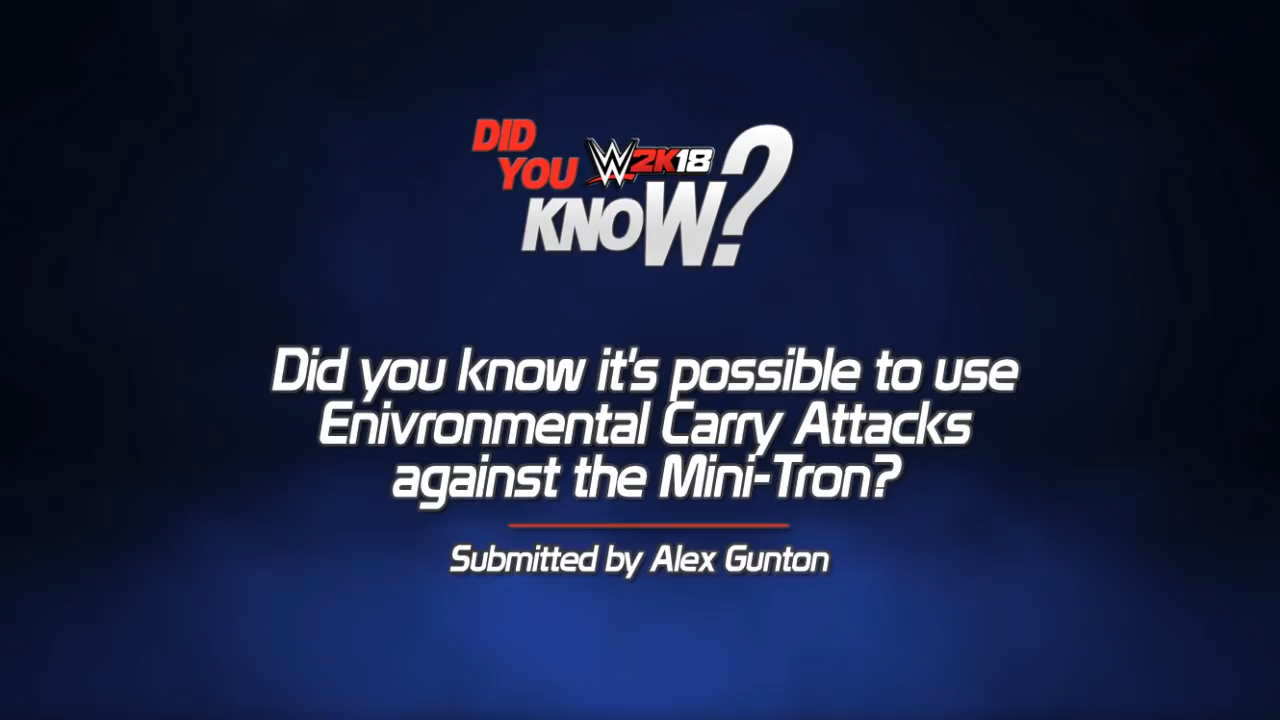 DID
YOU W2K18
KNOW?
Did you know it's possible to use
Enivronmental Carry Attacks
against the Mini-Tron?
Submitted by Alex Gunton